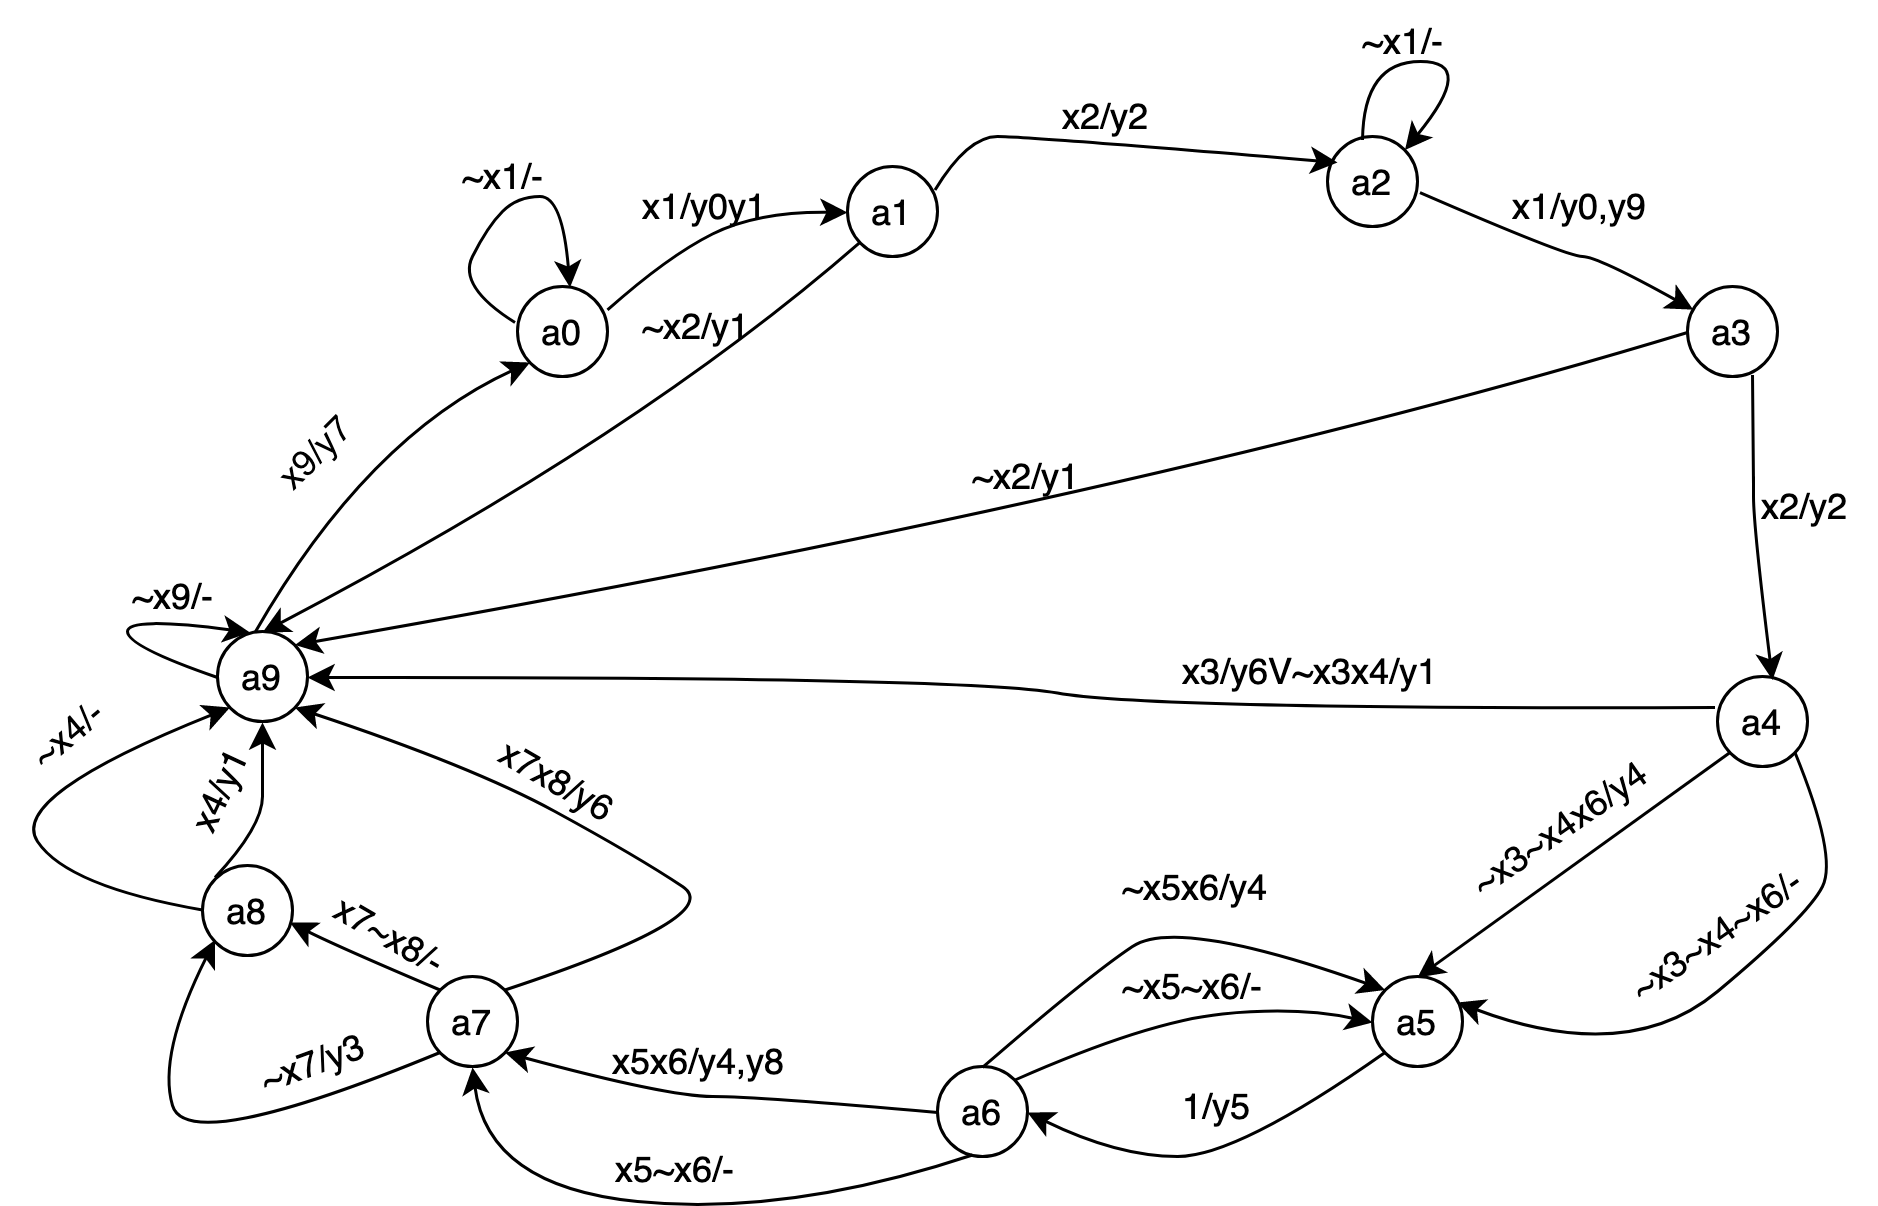 ~x1/-
x2/y2
a2
~x1/-
x1/y0y1
a1
x1/y0,y9
a0
~x2/y1
a3
x9/y7
~x2/y1
x2/y2
~x9/-
a9
x3/y6V~x3x4/y1
a4
~x4/-
x4/y1
x7x8/y6
~x3~x4x6/y4
a8
x7~x8/-
~x5x6/y4
~x3~x4~x6/-
~x5~x6/-
a7
a5
~x7/y3
x5x6/y4,y8
a6
1/y5
x5~x6/-